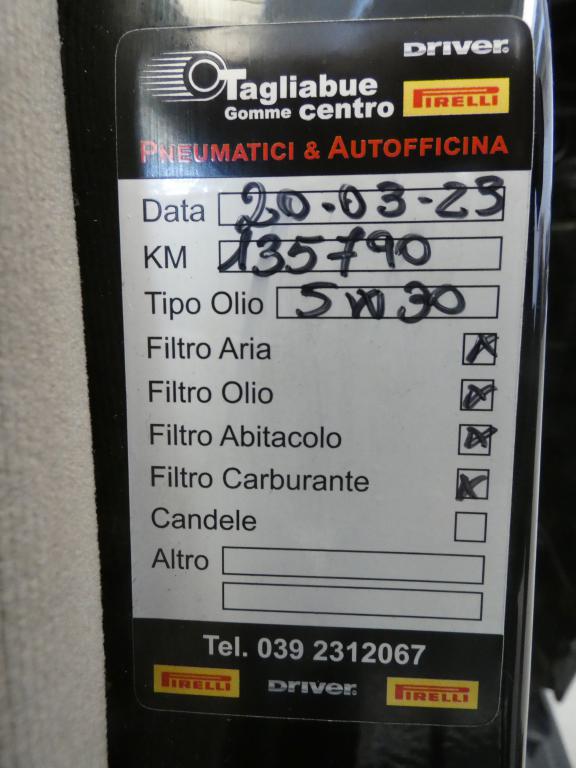 DRIVER.
Tagliabue
Gomme centro
PIRELLI
PNEUMATICI & AUTOFFICINA
Data 20-03-23
KM 135790
Tipo Olio 5W30
Filtro Aria X
Filtro Olio X
Filtro Abitacolo X
Filtro Carburante X
Candele
Altro
Tel. 039 2312067
PIRELLI DRIVER. PIRELLI